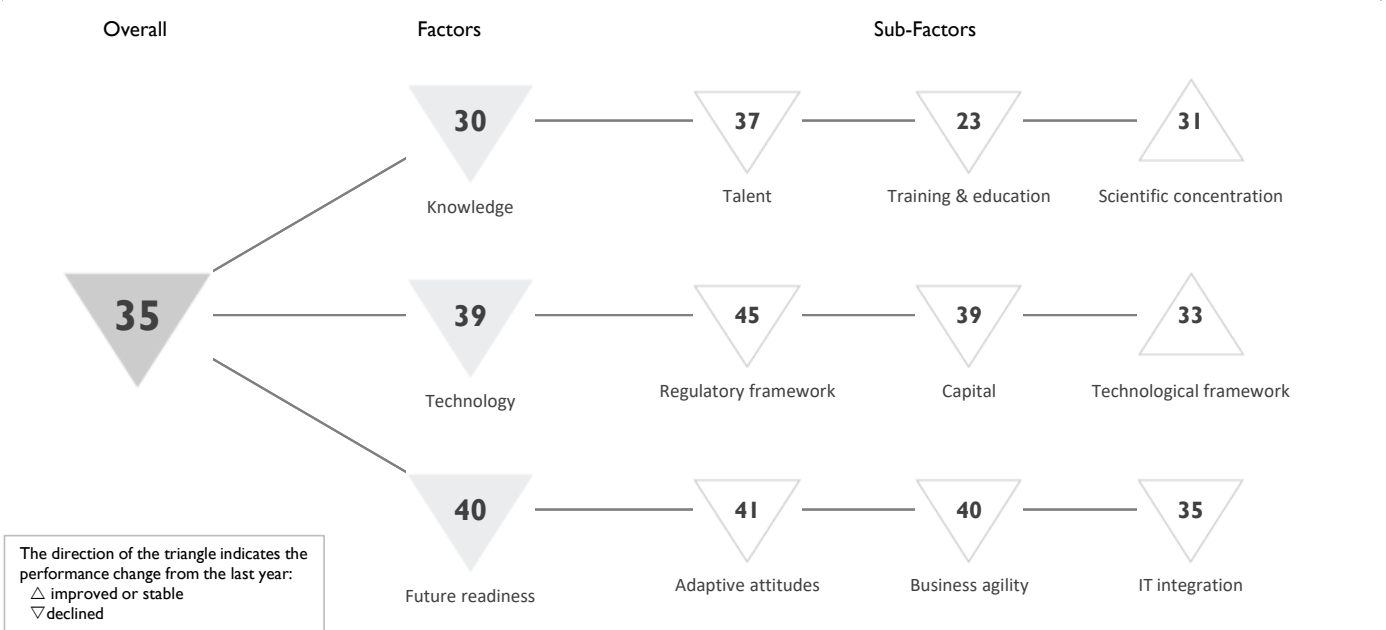 Overall Factors Sub-Factors
30 37 23 31
Knowledge Talent Training & education Scientific concentration
35 39 45 39 33
Technology Regulatory framework Capital Technological framework
40 41 40 35
Future readiness Adaptive attitudes Business agility IT integration
The direction of the triangle indicates the
performance change from the last year:
△ improved or stable
▽ declined